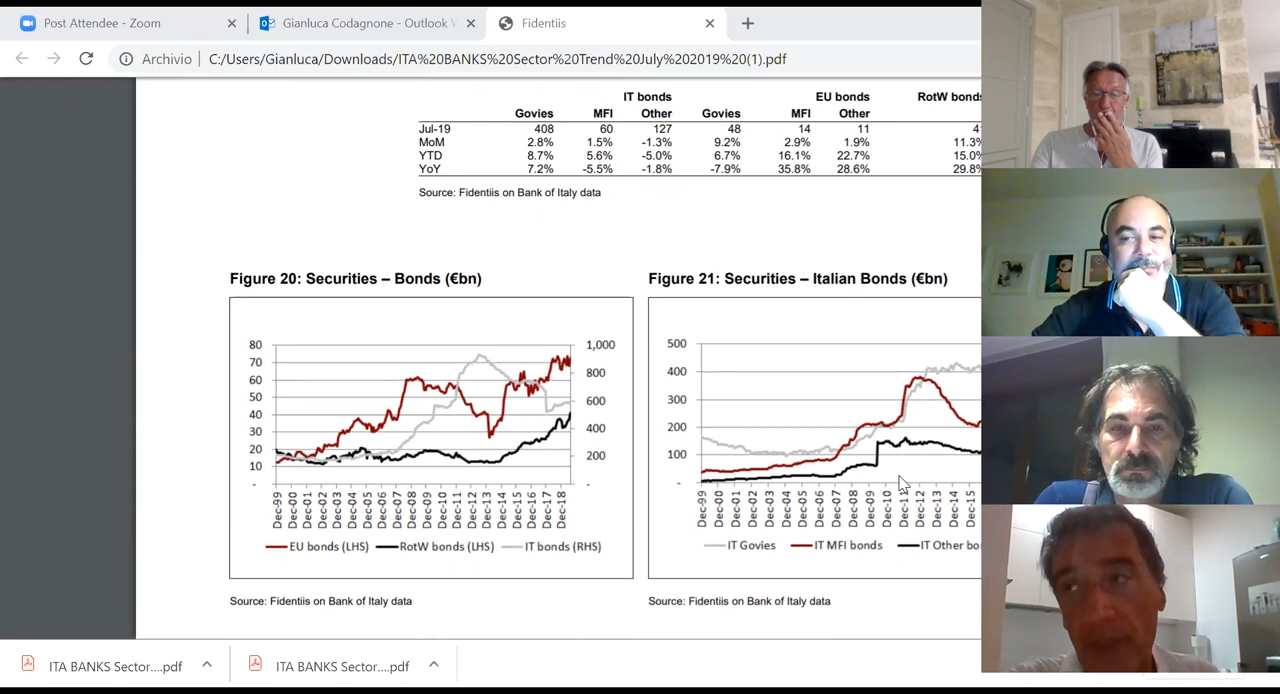 Post Attendee - Zoom
Gianluca Codagnone - Outlook W
Fidentiis
Archivio
C:/Users/Gianluca/Downloads/ITA%20BANKS%20Sector%20Trend%20July%202019%20(1).pdf
IT bonds EU bonds RotW bonds
Govies MFI Other Govies MFI Other
Jul-19 408 60 127 48 14 11 41
MoM 2.8% 1.5% -1.3% 9.2% 2.9% 1.9% 11.3%
YTD 8.7% 5.6% -5.0% 6.7% 16.1% 22.7% 15.0%
YoY 7.2% -5.5% -1.8% -7.9% 35.8% 28.6% 29.8%
Source: Fidentiis on Bank of Italy data
Figure 20: Securities – Bonds (€bn)
80 1,000
70 800
60
50 600
40 400
30
20 200
10
- -
Dec-99 Dec-00 Dec-01 Dec-02 Dec-03 Dec-04 Dec-05 Dec-06 Dec-07 Dec-08 Dec-09 Dec-10 Dec-11 Dec-12 Dec-13 Dec-14 Dec-15 Dec-16 Dec-17 Dec-18
EU bonds (LHS) RotW bonds (LHS) IT bonds (RHS)
Source: Fidentiis on Bank of Italy data
Figure 21: Securities – Italian Bonds (€bn)
500
400
300
200
100
-
Dec-99 Dec-00 Dec-01 Dec-02 Dec-03 Dec-04 Dec-05 Dec-06 Dec-07 Dec-08 Dec-09 Dec-10 Dec-11 Dec-12 Dec-13 Dec-14 Dec-15
IT Govies IT MFI bonds IT Other bo
Source: Fidentiis on Bank of Italy data
ITA BANKS Sector....pdf
ITA BANKS Sector....pdf